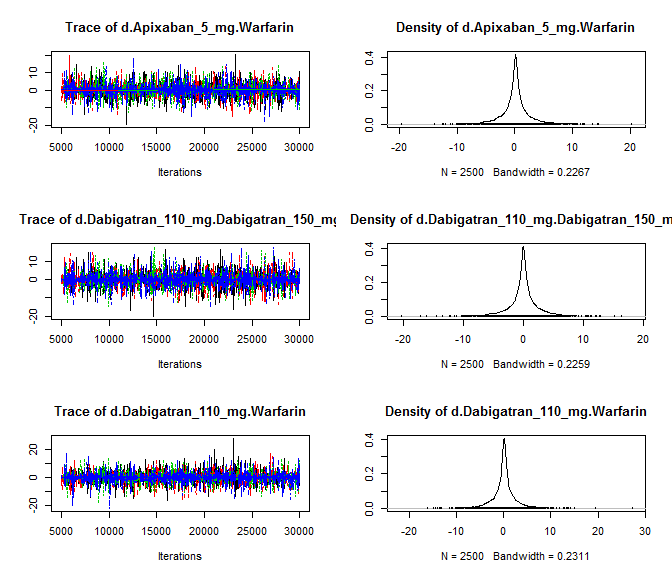 Trace of d.Apixaban_5_mg.Warfarin
Density of d.Apixaban_5_mg.Warfarin
10
0
-20
5000 10000 15000 20000 25000 30000
Iterations
0.4
0.2
0.0
-20 -10 0 10 20
N = 2500 Bandwidth = 0.2267
Trace of d.Dabigatran_110_mg.Dabigatran_150_mg
Density of d.Dabigatran_110_mg.Dabigatran_150_m
10
0
-20
5000 10000 15000 20000 25000 30000
Iterations
0.4
0.2
0.0
-20 -10 0 10 20
N = 2500 Bandwidth = 0.2259
Trace of d.Dabigatran_110_mg.Warfarin
Density of d.Dabigatran_110_mg.Warfarin
20
0
-20
5000 10000 15000 20000 25000 30000
Iterations
0.4
0.2
0.0
-20 -10 0 10 20 30
N = 2500 Bandwidth = 0.2311